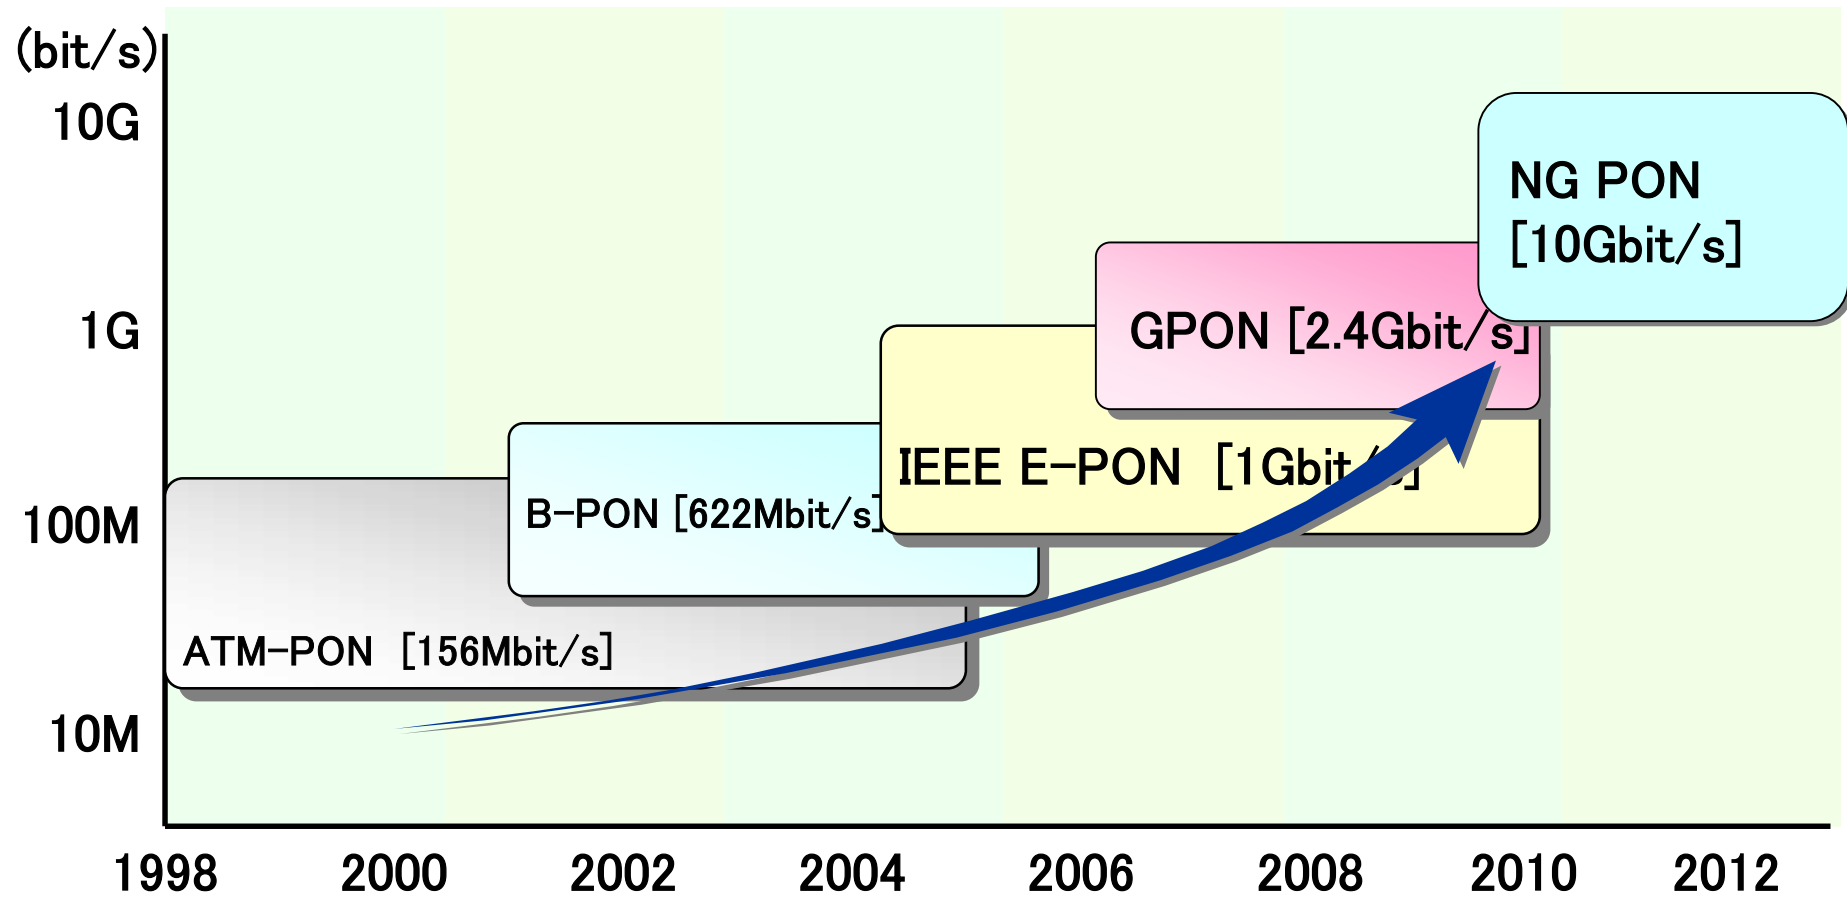 (bit/s)
10G
1G
100M
10M
NG PON
[10Gbit/s]
GPON [2.4Gbit/s]
IEEE E-PON [1Gbit/s]
B-PON [622Mbit/s]
ATM-PON [156Mbit/s]
1998 2000 2002 2004 2006 2008 2010 2012